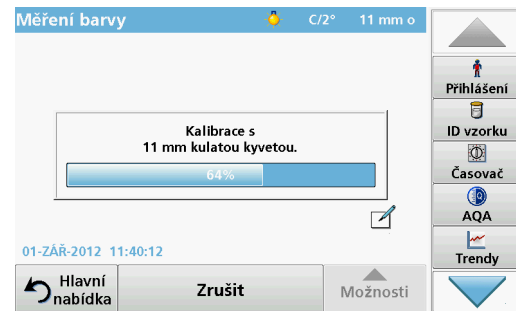 Měření barvy C/2° 11 mm o
Přihlášení
ID vzorku
Časovač
AQA
Trendy
Kalibrace s
11 mm kulatou kyvetou.
64%
01-ZÁŘ-2012 11:40:12
Hlavní
nabídka
Zrušit
Možnosti